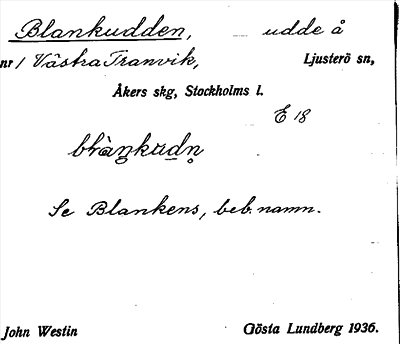 Blankudden, udde å
nr 1 Västra Tranvik, Ljusterö sn,
Åkers skg, Stockholms l.
E 18
Se Blankens, beb.namn.
John Westin Gösta Lundberg 1936.